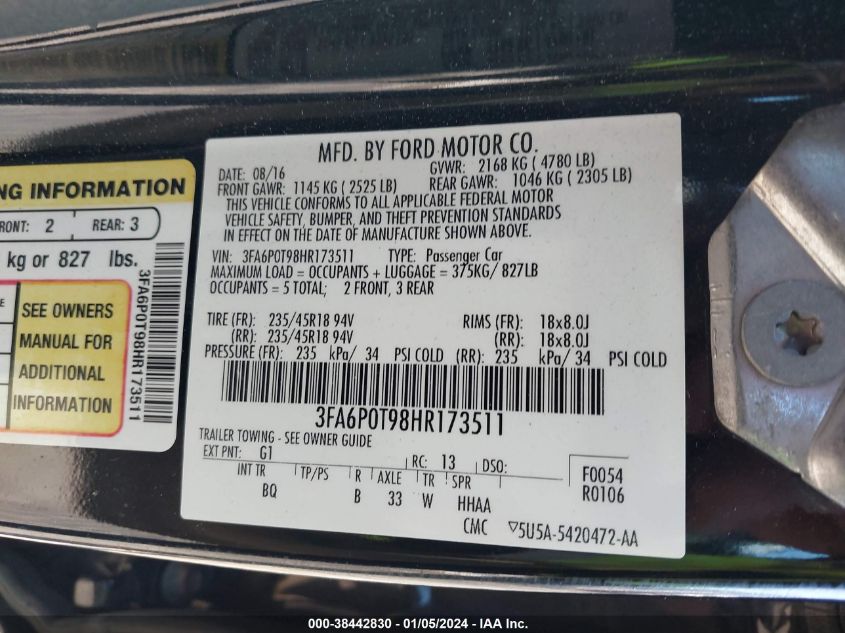 NG INFORMATION
FRONT: 2 REAR: 3
kg or 827 lbs.
SEE OWNERS
MANUAL FOR
ADDITIONAL
INFORMATION
3FA6P0T98HR173511
MFD. BY FORD MOTOR CO.
DATE: 08/16 GVWR: 2168 KG ( 4780 LB)
FRONT GAWR: 1145 KG ( 2525 LB) REAR GAWR: 1046 KG ( 2305 LB)
THIS VEHICLE CONFORMS TO ALL APPLICABLE FEDERAL MOTOR
VEHICLE SAFETY, BUMPER, AND THEFT PREVENTION STANDARDS
IN EFFECT ON THE DATE OF MANUFACTURE SHOWN ABOVE.
VIN: 3FA6P0T98HR173511 TYPE: Passenger Car
MAXIMUM LOAD = OCCUPANTS + LUGGAGE = 375KG/ 827LB
OCCUPANTS = 5 TOTAL; 2 FRONT, 3 REAR
TIRE (FR): 235/45R18 94V RIMS (FR): 18x8.0J
(RR): 235/45R18 94V (RR): 18x8.0J
PRESSURE (FR): 235 kPa/ 34 PSI COLD (RR): 235 kPa/ 34 PSI COLD
3FA6P0T98HR173511
TRAILER TOWING - SEE OWNER GUIDE
EXT PNT: G1 RC: 13 DSO:
INT TR TP/PS R AXLE TR SPR
BQ B 33 W HHAA
F0054
R0106
CMC ▽5U5A-5420472-AA
000-38442830 - 01/05/2024 - IAA Inc.